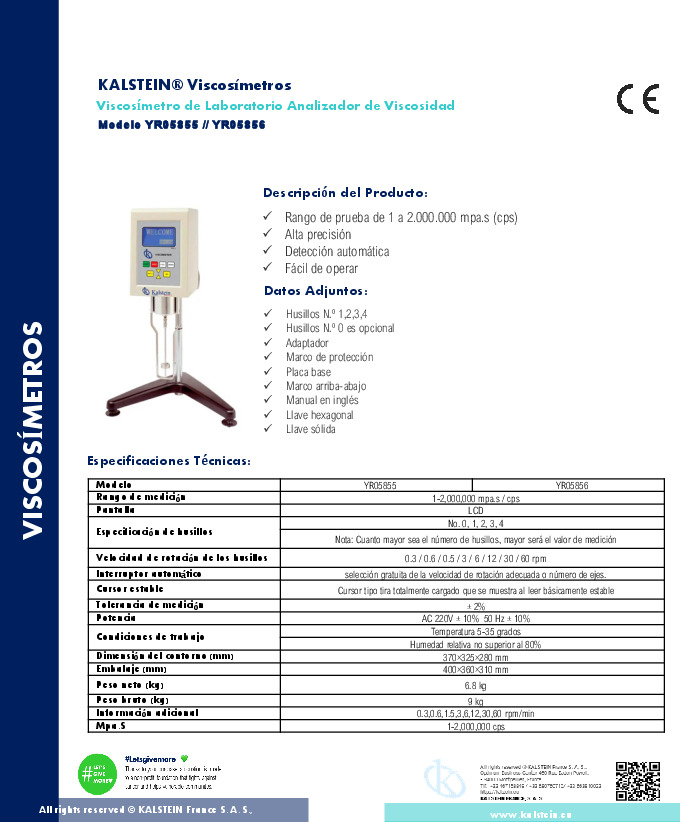 KALSTEIN® Viscosímetros
Viscosímetro de Laboratorio Analizador de Viscosidad
Modelo YR05855 // YR05856
CE
VISCOSÍMETROS
WELCOME
Kalstein
Descripción del Producto:
Rango de prueba de 1 a 2.000.000 mpa.s (cps)
Alta precisión
Detección automática
Fácil de operar
Datos Adjuntos:
Husillos N.º 1,2,3,4
Husillos N.º 0 es opcional
Adaptador
Marco de protección
Placa base
Marco arriba-abajo
Manual en inglés
Llave hexagonal
Llave sólida
Especificaciones Técnicas:
Modelo YR05855 YR05856
Rango de medición 1-2,000,000 mpa.s / cps
Pantalla LCD
Especificación de husillos No. 0, 1, 2, 3, 4
Nota: Cuanto mayor sea el número de husillos, mayor será el valor de medición
Velocidad de rotación de los husillos 0.3 / 0.6 / 0.5 / 3 / 6 / 12 / 30 / 60 rpm
Interruptor automático selección gratuita de la velocidad de rotación adecuada o número de ejes.
Cursor estable Cursor tipo tira totalmente cargado que se muestra al leer básicamente estable
Tolerancia de medición ± 2%
Potencia AC 220V ± 10% 50 Hz ± 10%
Condiciones de trabajo Temperatura 5-35 grados
Humedad relativa no superior al 80%
Dimensión del contorno (mm) 370×325×280 mm
Embalaje (mm) 400×360×310 mm
Peso neto (kg) 6.8 kg
Peso bruto (kg) 9 kg
Información adicional 0.3,0.6,1.5,3,6,12,30,60 rpm/min
Mpa.S 1-2,000,000 cps
#LET'S GIVE MORE!
#Letsgivemore
All rights reserved ©KALSTEIN France S. A. S.,
KALSTEIN FRANCE, S. A. S
All rights reserved © KALSTEIN France S. A. S.,